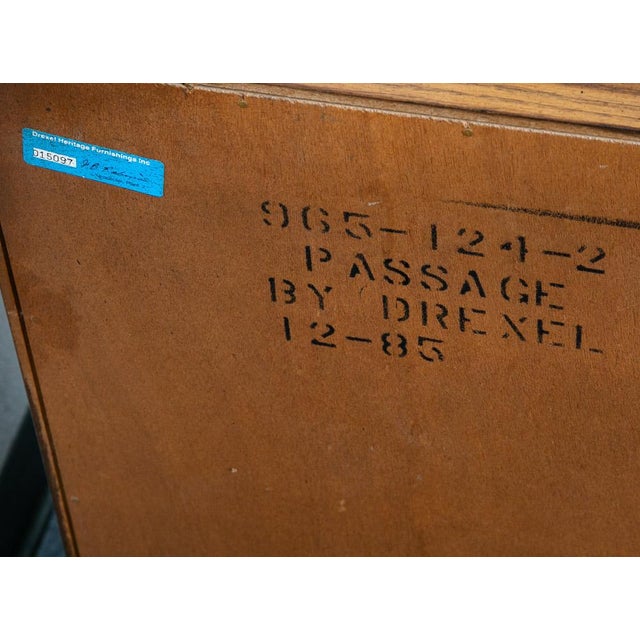 Drexel Heritage Furnishings Inc
015097
965-124-2
PASSAGE
BY DREXEL
12-85